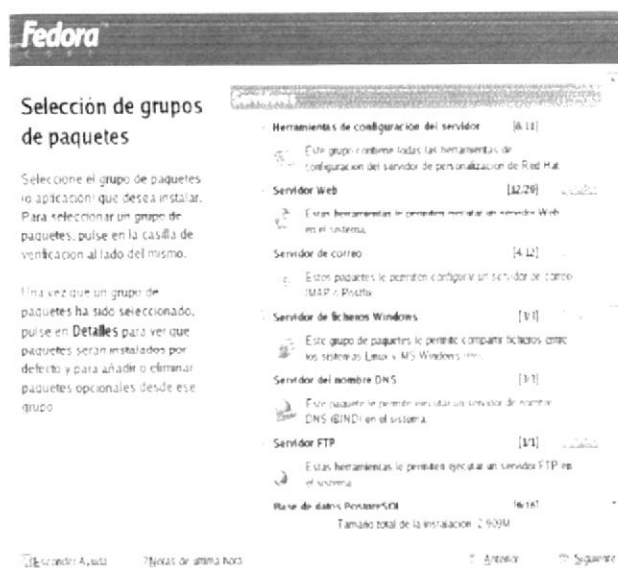 Fedora
Selección de grupos
de paquetes
Seleccione el grupo de paquetes
(o aplicación) que desea instalar.
Para seleccionar un grupo de
paquetes, pulse en la casilla de
verificación al lado del mismo.
Una vez que un grupo de
paquetes ha sido seleccionado,
pulse en Detalles para ver que
paquetes serán instalados por
defecto y para añadir o eliminar
paquetes opcionales desde ese
grupo
Herramientas de configuración del servidor [8/11]
Este grupo contiene todas las herramientas de
configuración del servidor de personalización de Red Hat
Servidor Web [12/20]
Estas herramientas le permiten ejecutar un servidor Web
en el sistema.
Servidor de correo [4/12]
Estos paquetes le permiten configurar un servidor de correo
IMAP o Postfix
Servidor de ficheros Windows [1/1]
Este grupo de paquetes le permite compartir ficheros entre
los sistemas Linux y MS Windows
Servidor del nombre DNS
Este paquete le permite ejecutar un servidor de nombre
DNS (BIND) en el sistema.
Servidor FTP [1/1]
Estas herramientas le permiten ejecutar un servidor FTP en
el sistema.
Base de datos PostgreSQL
Tamaño total de la instalación: 2.909M
Esconder Ayuda Notas de última hora Anterior Siguiente